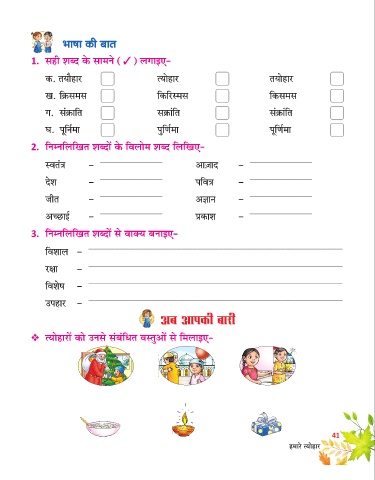 भाषा की बात
1. सही शब्द के सामने ( ✓ ) लगाइए-
क. तयौहार त्योहार तयोहार
ख. क्रिसमस किरिस्मस किसमस
ग. संक्राति सक्रांति संक्रांति
घ. पूर्निमा पुर्णिमा पूर्णिमा
2. निम्नलिखित शब्दों के विलोम शब्द लिखिए-
स्वतंत्र – आज़ाद –
देश – पवित्र –
जीत – अज्ञान –
अच्छाई – प्रकाश –
3. निम्नलिखित शब्दों से वाक्य बनाइए-
विशाल –
रक्षा –
विशेष –
उपहार –
अब आपकी बारी
❖ त्योहारों को उनसे संबंधित वस्तुओं से मिलाइए-
41
हमारे त्योहार